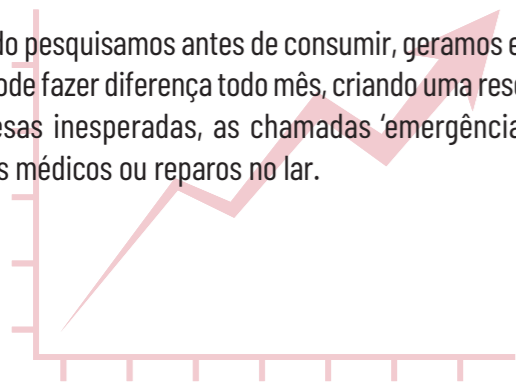 do pesquisamos antes de consumir, geramos e
ode fazer diferença todo mês, criando uma rese
esas inesperadas, as chamadas ‘emergência
s médicos ou reparos no lar.